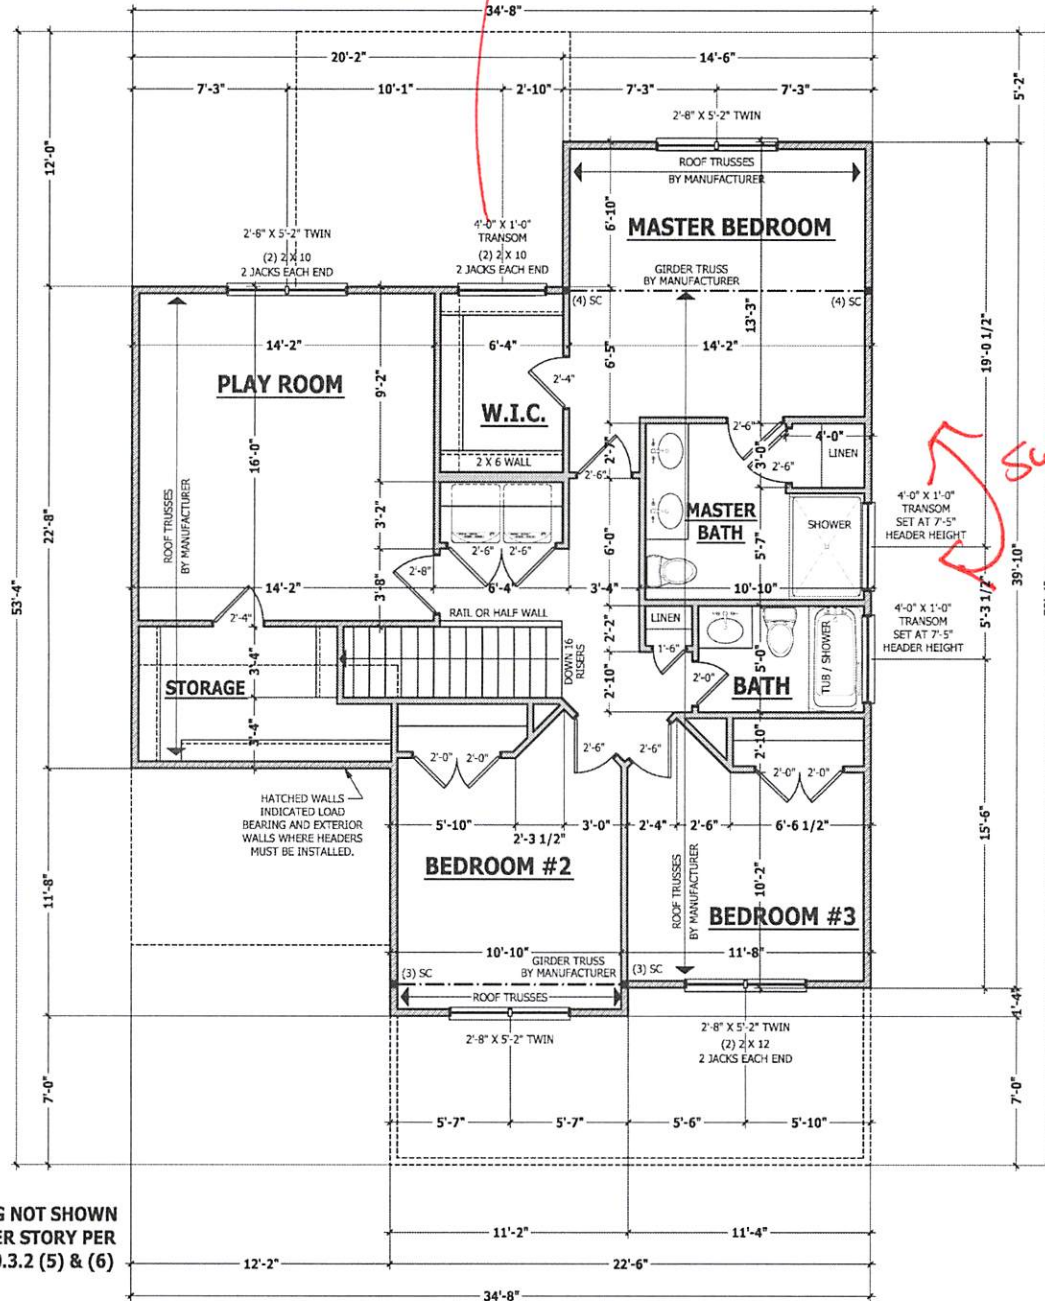 34'-8"
20'-2"
14'-6"
7'-3"
10'-1"
2'-10"
7'-3"
7'-3"
5'-2"
2'-8" X 5'-2" TWIN
12'-0"
ROOF TRUSSES
BY MANUFACTURER
6'-10"
MASTER BEDROOM
2'-8" X 5'-2" TWIN
(2) 2 X 10
2 JACKS EACH END
4'-0" X 1'-0"
TRANSOM
(2) 2 X 10
2 JACKS EACH END
GIRDER TRUSS
BY MANUFACTURER
(4) SC
(4) SC
13'-3"
19'-0 1/2"
14'-2"
6'-4"
6'-5"
14'-2"
PLAY ROOM
9'-2"
2'-4"
W.I.C.
16'-0"
2 X 6 WALL
2'-7"
2'-6"
2'-6"
4'-0"
3'-0"
2'-6"
LINEN
ROOF TRUSSES
BY MANUFACTURER
22'-8"
3'-2"
MASTER
BATH
SHOWER
4'-0" X 1'-0"
TRANSOM
SET AT 7'-5"
HEADER HEIGHT
2'-6"
2'-6"
6'-0"
5'-7"
39'-10"
53'-4"
14'-2"
2'-8"
3'-8"
6'-4"
3'-4"
10'-10"
5'-3 1/2"
2'-4"
RAIL OR HALF WALL
2'-2"
LINEN
4'-0" X 1'-0"
TRANSOM
SET AT 7'-5"
HEADER HEIGHT
STORAGE
3'-4"
3'-4"
DOWN 16
RISERS
1'-6"
2'-10"
2'-0"
5'-0"
BATH
TUB / SHOWER
2'-0"
2'-0"
2'-6"
2'-6"
2'-10"
2'-0"
2'-0"
HATCHED WALLS
INDICATED LOAD
BEARING AND EXTERIOR
WALLS WHERE HEADERS
MUST BE INSTALLED.
5'-10"
2'-3 1/2"
3'-0"
2'-4"
2'-6"
6'-6 1/2"
15'-6"
BEDROOM #2
11'-8"
ROOF TRUSSES
BY MANUFACTURER
10'-2"
BEDROOM #3
10'-10"
11'-8"
(3) SC
GIRDER TRUSS
BY MANUFACTURER
(3) SC
ROOF TRUSSES
1'-4"
2'-8" X 5'-2" TWIN
2'-8" X 5'-2" TWIN
(2) 2 X 12
2 JACKS EACH END
7'-0"
7'-0"
5'-7"
5'-7"
5'-6"
5'-10"
NOT SHOWN
STORY PER
(5) & (6)
11'-2"
11'-4"
12'-2"
22'-6"
34'-8"